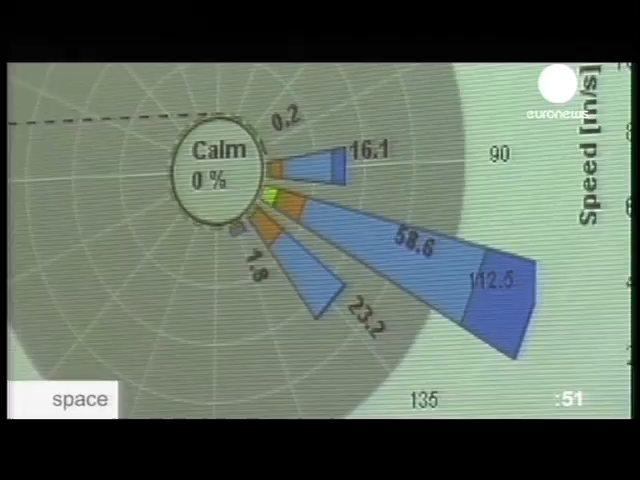 euronews
Speed [m/s]
0.2
Calm
0 %
16.1
90
58.6
112.5
1.8
23.2
135
space
:51